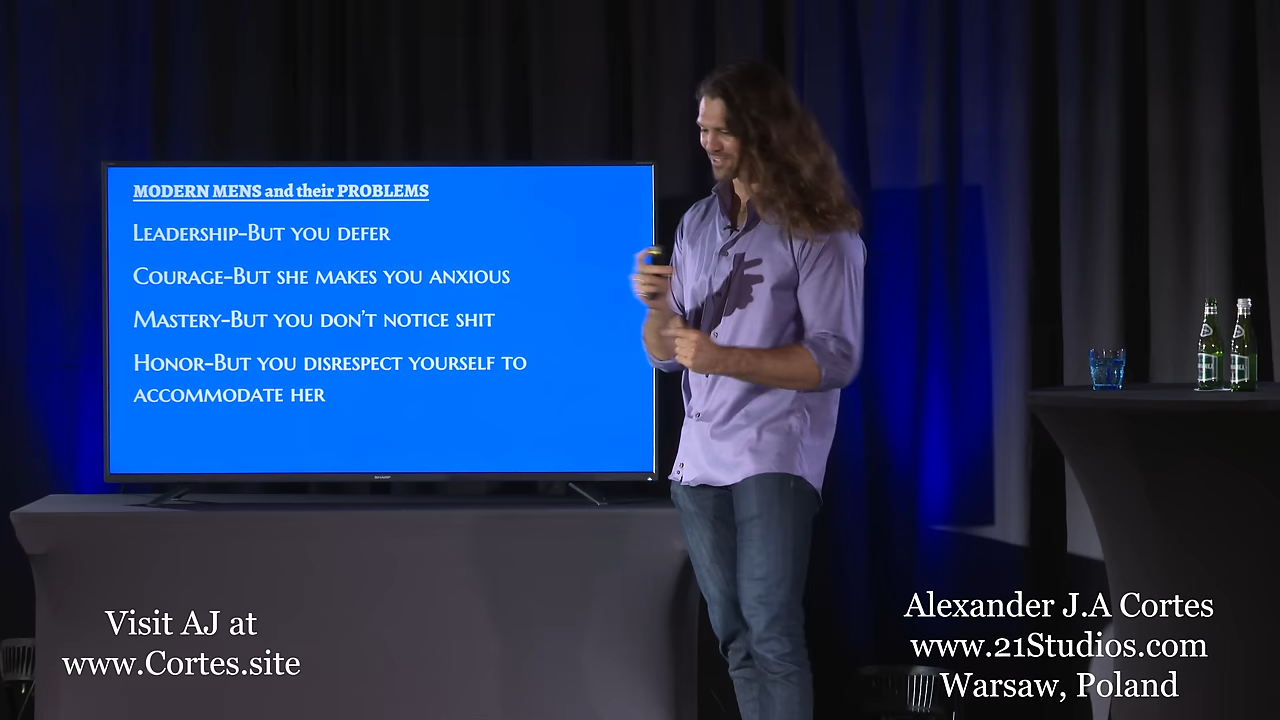 MODERN MENS and their PROBLEMS
LEADERSHIP-BUT YOU DEFER
COURAGE-BUT SHE MAKES YOU ANXIOUS
MASTERY-BUT YOU DON'T NOTICE SHIT
HONOR-BUT YOU DISRESPECT YOURSELF TO
ACCOMMODATE HER
SHARP
Visit AJ at
www.Cortes.site
Alexander J.A Cortes
www.21Studios.com
Warsaw, Poland